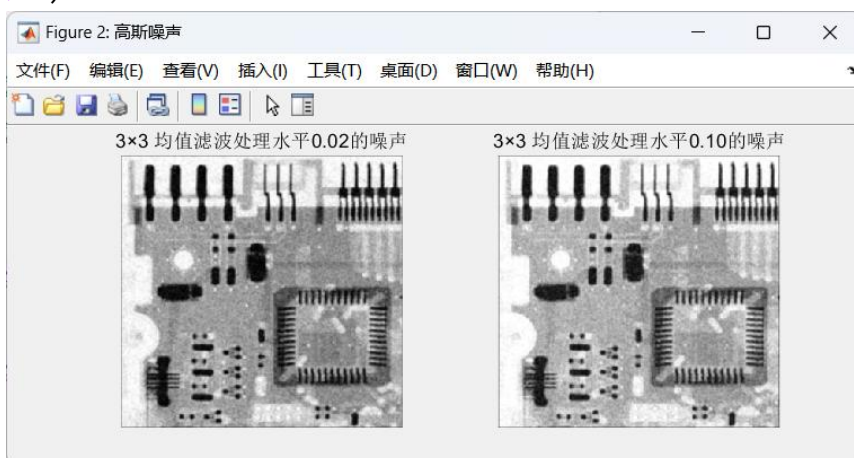 Figure 2: 高斯噪声
文件(F) 编辑(E) 查看(V) 插入(I) 工具(T) 桌面(D) 窗口(W) 帮助(H)
3×3 均值滤波处理水平0.02的噪声 3×3 均值滤波处理水平0.10的噪声